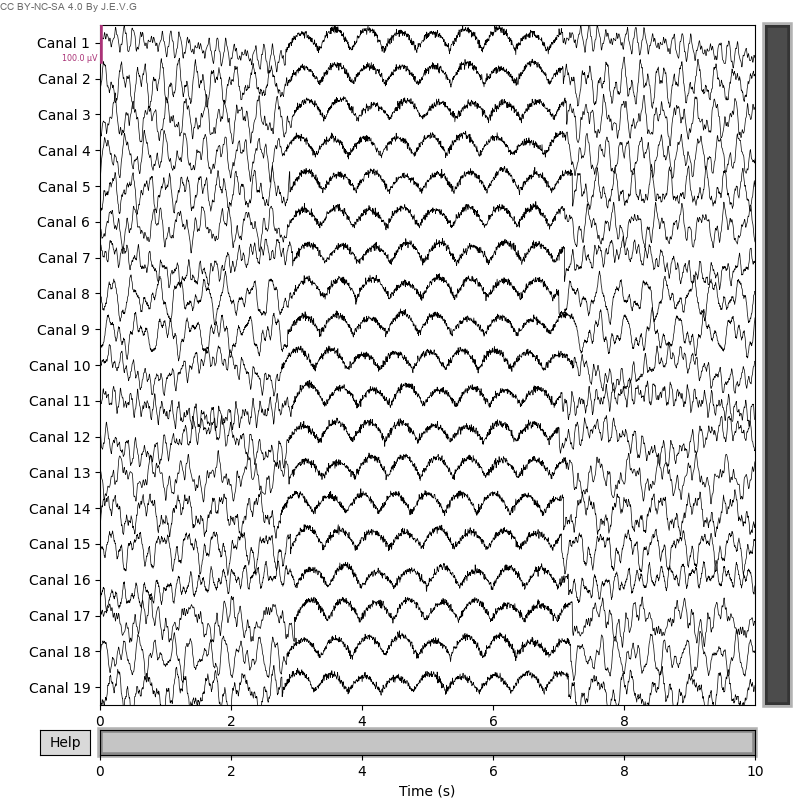 CC BY-NC-SA 4.0 By J.E.V.G
Canal 1
100.0 µV
Canal 2
Canal 3
Canal 4
Canal 5
Canal 6
Canal 7
Canal 8
Canal 9
Canal 10
Canal 11
Canal 12
Canal 13
Canal 14
Canal 15
Canal 16
Canal 17
Canal 18
Canal 19
0 2 4 6 8
Help
0 2 4 6 8 10
Time (s)